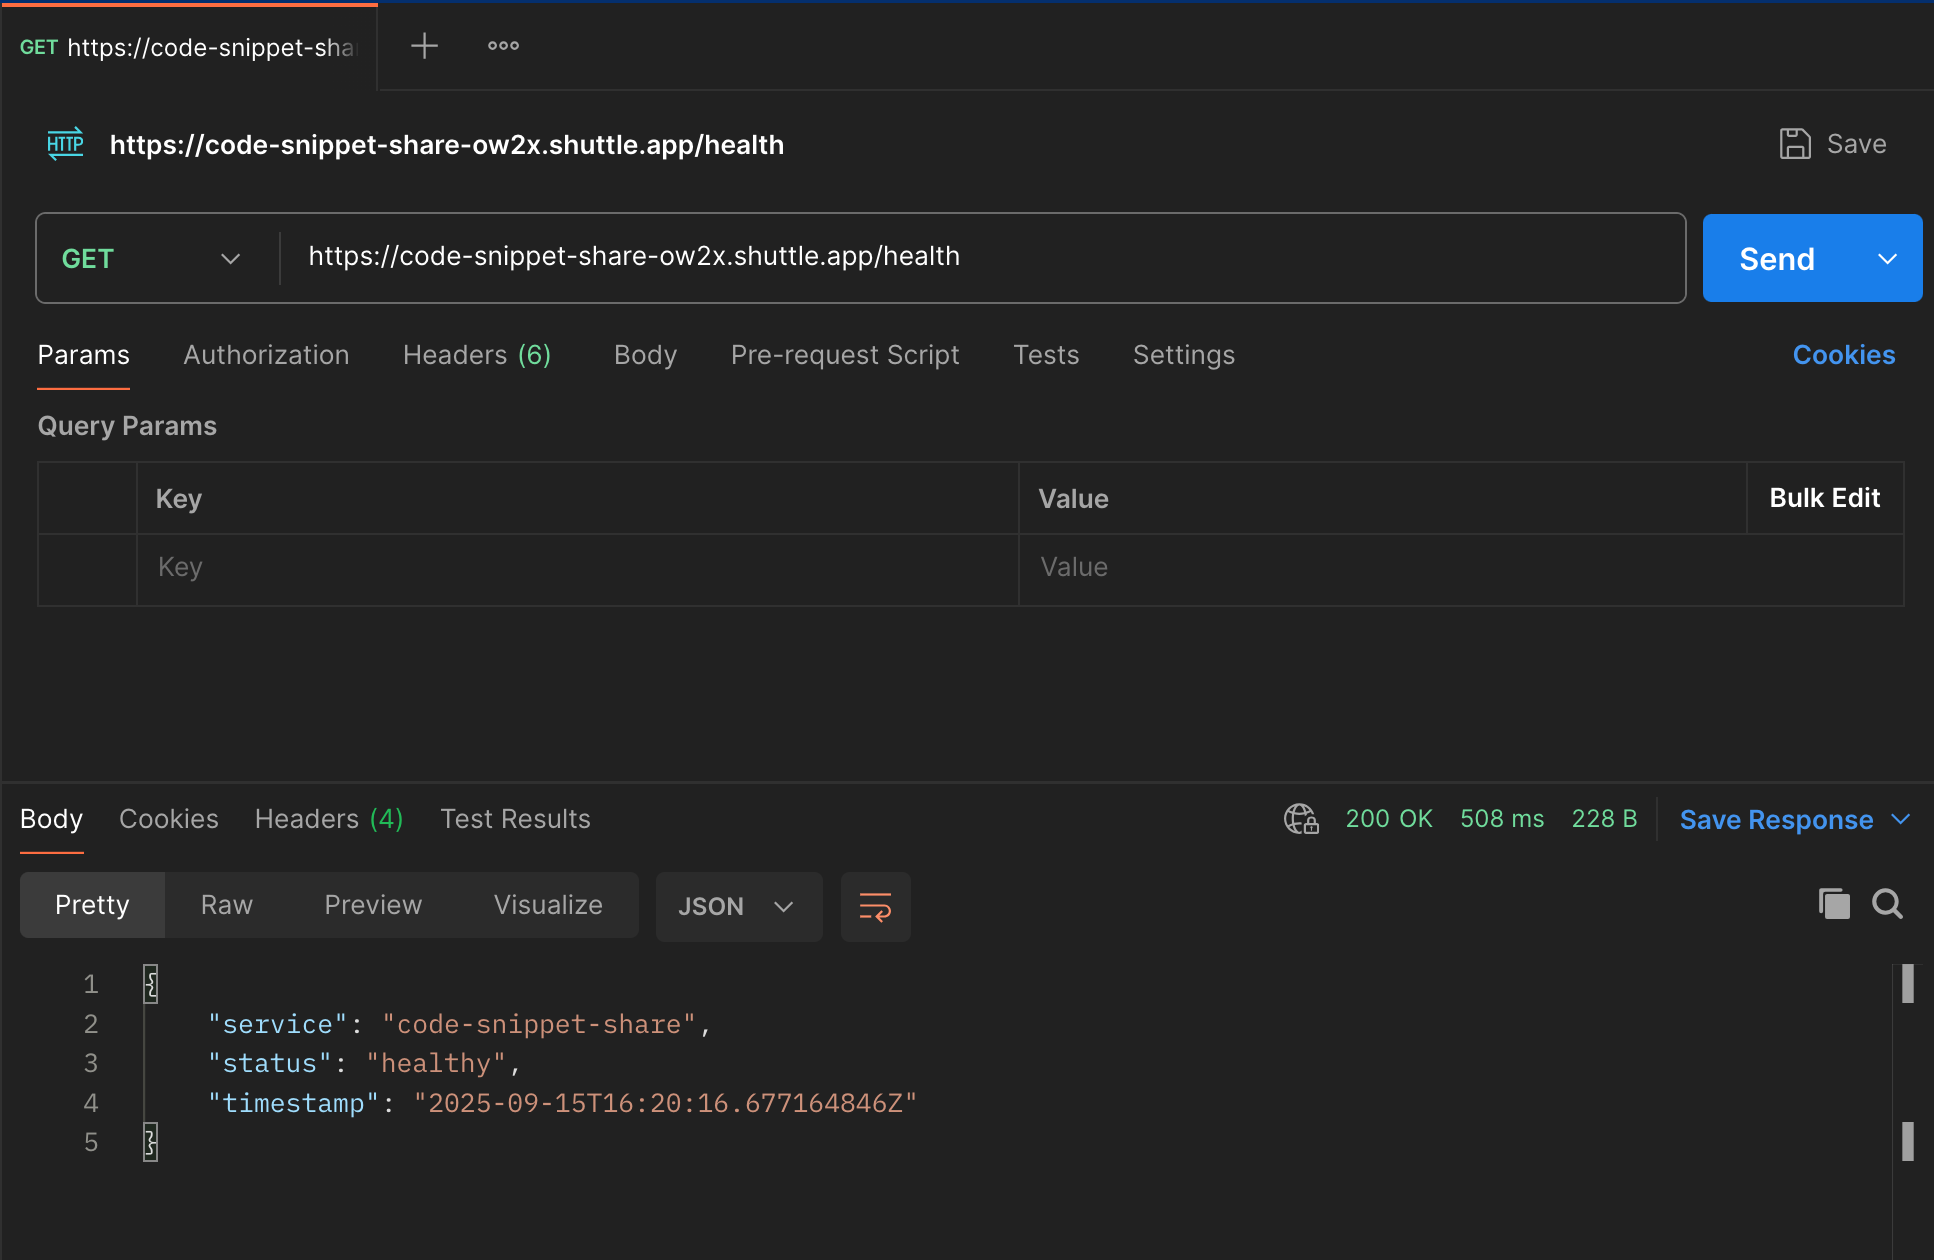 GET https://code-snippet-sha
HTTP https://code-snippet-share-ow2x.shuttle.app/health Save
GET https://code-snippet-share-ow2x.shuttle.app/health Send
Params Authorization Headers (6) Body Pre-request Script Tests Settings Cookies
Query Params
Key Value Bulk Edit
Key Value
Body Cookies Headers (4) Test Results 200 OK 508 ms 228 B Save Response
Pretty Raw Preview Visualize JSON
1 {
2 "service": "code-snippet-share",
3 "status": "healthy",
4 "timestamp": "2025-09-15T16:20:16.677164846Z"
5 }